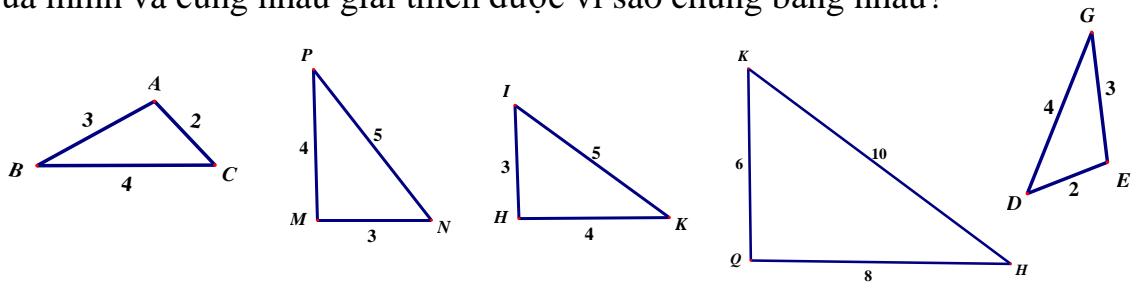 mình và cùng nhau giải thích được vì sao chúng bằng nhau?
A
3
2
B
4
C
P
4
5
M
3
N
I
3
5
H
4
K
K
6
10
Q
8
H
G
4
3
D
2
E